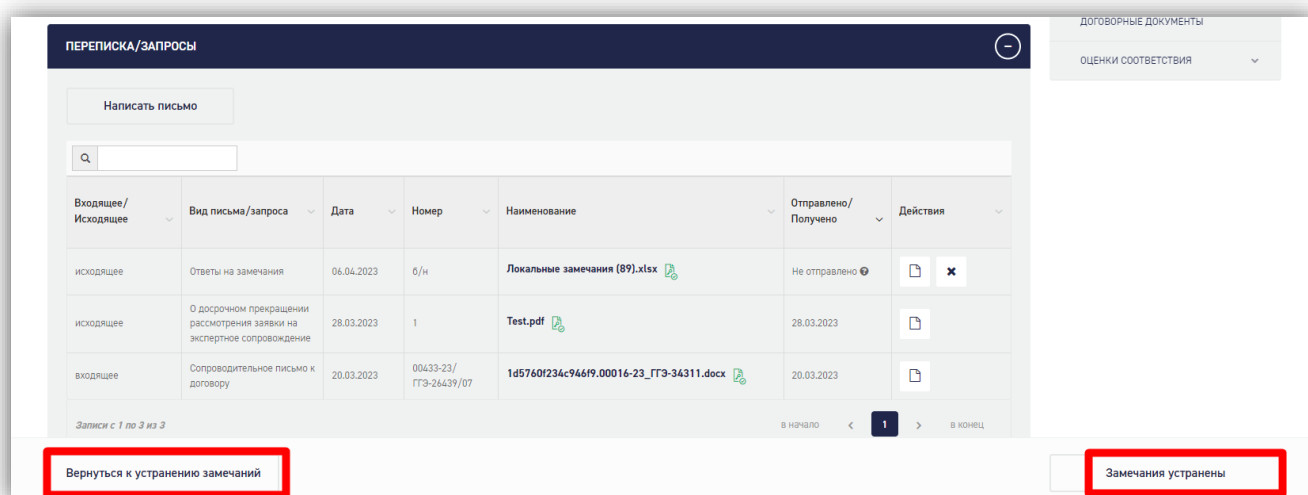 ДОГОВОРНЫЕ ДОКУМЕНТЫ
ПЕРЕПИСКА/ЗАПРОСЫ
ОЦЕНКИ СООТВЕТСТВИЯ
Написать письмо
Входящее/
Исходящее
Вид письма/запроса
Дата
Номер
Наименование
Отправлено/
Получено
Действия
исходящее
Ответы на замечания
06.04.2023
б/н
Локальные замечания (89).xlsx
Не отправлено
исходящее
О досрочном прекращении
рассмотрения заявки на
экспертное сопровождение
28.03.2023
1
Test.pdf
28.03.2023
входящее
Сопроводительное письмо к
договору
20.03.2023
00433-23/
ГГЭ-26439/07
1d5760f234c946f9.00016-23_ГГЭ-34311.docx
20.03.2023
Записи с 1 по 3 из 3
в начало
1
в конец
Вернуться к устранению замечаний
Замечания устранены